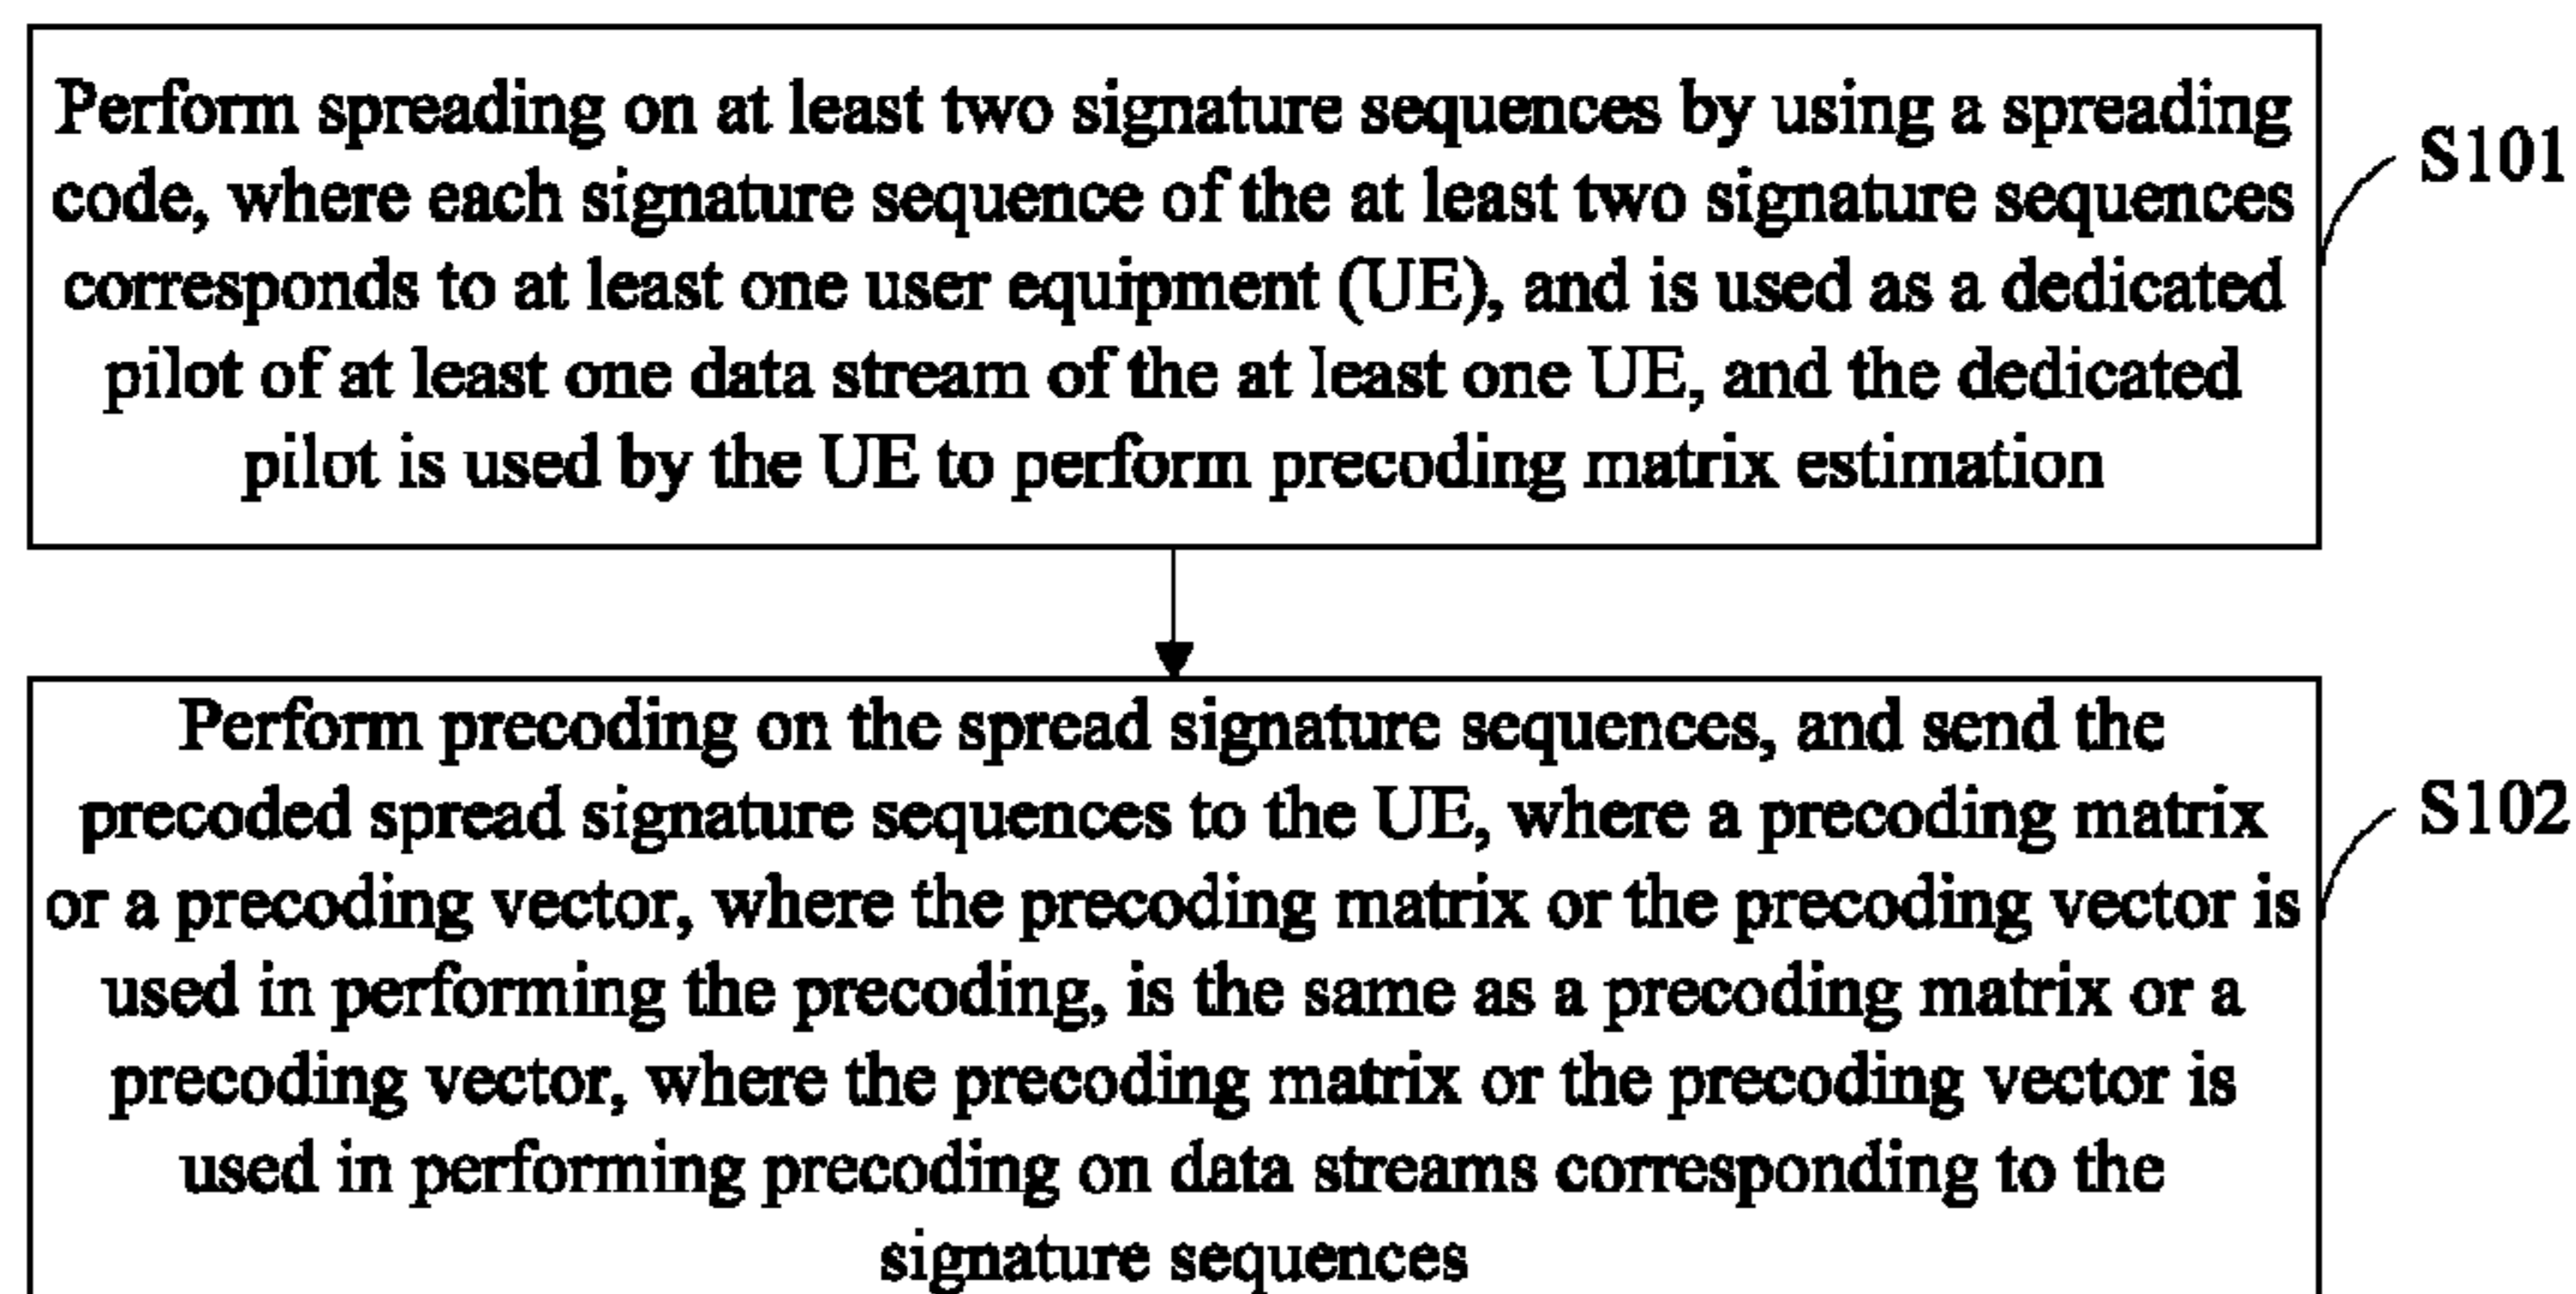 Perform spreading on at least two signature sequences by using a spreading
code, where each signature sequence of the at least two signature sequences
corresponds to at least one user equipment (UE), and is used as a dedicated
pilot of at least one data stream of the at least one UE, and the dedicated
pilot is used by the UE to perform precoding matrix estimation
S101
Perform precoding on the spread signature sequences, and send the
precoded spread signature sequences to the UE, where a precoding matrix
or a precoding vector, where the precoding matrix or the precoding vector is
used in performing the precoding, is the same as a precoding matrix or a
precoding vector, where the precoding matrix or the precoding vector is
used in performing precoding on data streams corresponding to the
signature sequences
S102